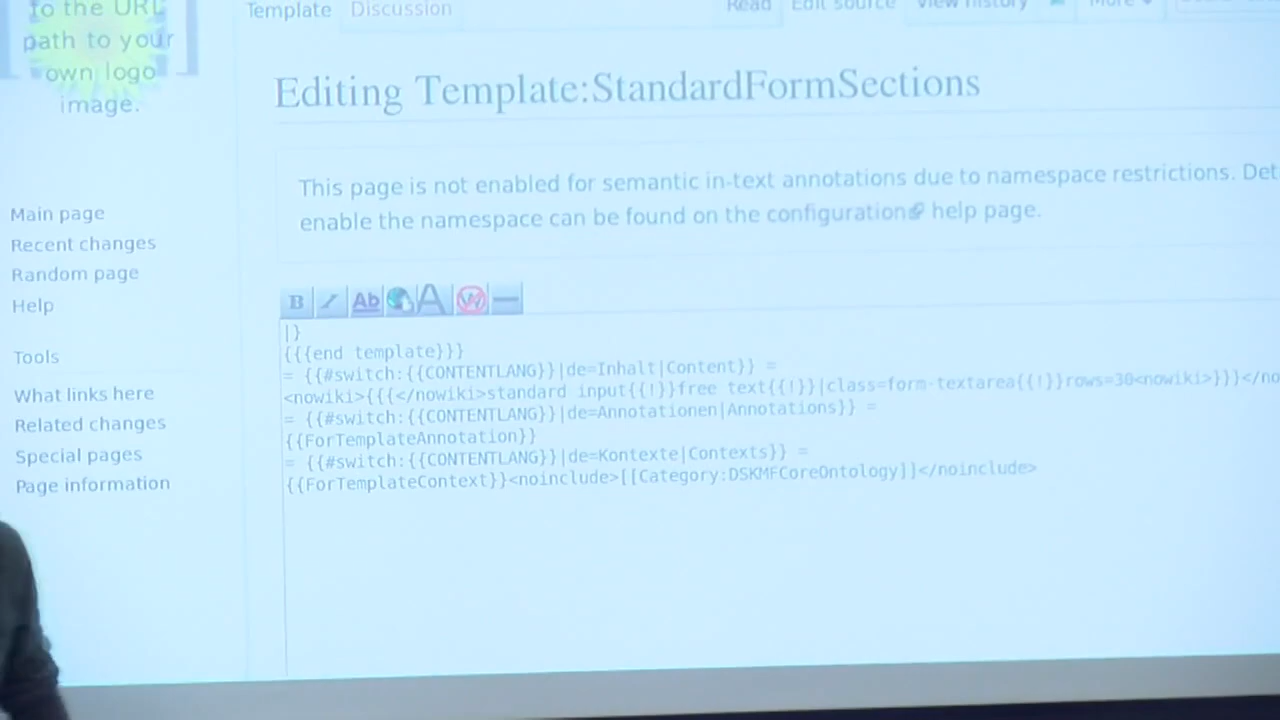 to the URL
path to your
own logo
image.
Template Discussion Read Edit source View history More
Editing Template:StandardFormSections
This page is not enabled for semantic in-text annotations due to namespace restrictions. Det
enable the namespace can be found on the configuration help page.
Main page
Recent changes
Random page
Help
Tools
What links here
Related changes
Special pages
Page information
B I Ab A W
|}
{{{end template}}}
= {{#switch:{{CONTENTLANG}}|de=Inhalt|Content}} =
<nowiki>{{{</nowiki>standard input{{!}}free text{{!}}|class=form-textarea{{!}}rows=30<nowiki>}}}</no
= {{#switch:{{CONTENTLANG}}|de=Annotationen|Annotations}} =
{{ForTemplateAnnotation}}
= {{#switch:{{CONTENTLANG}}|de=Kontexte|Contexts}} =
{{ForTemplateContext}}<noinclude>[[Category:DSKMFCoreOntology]]</noinclude>